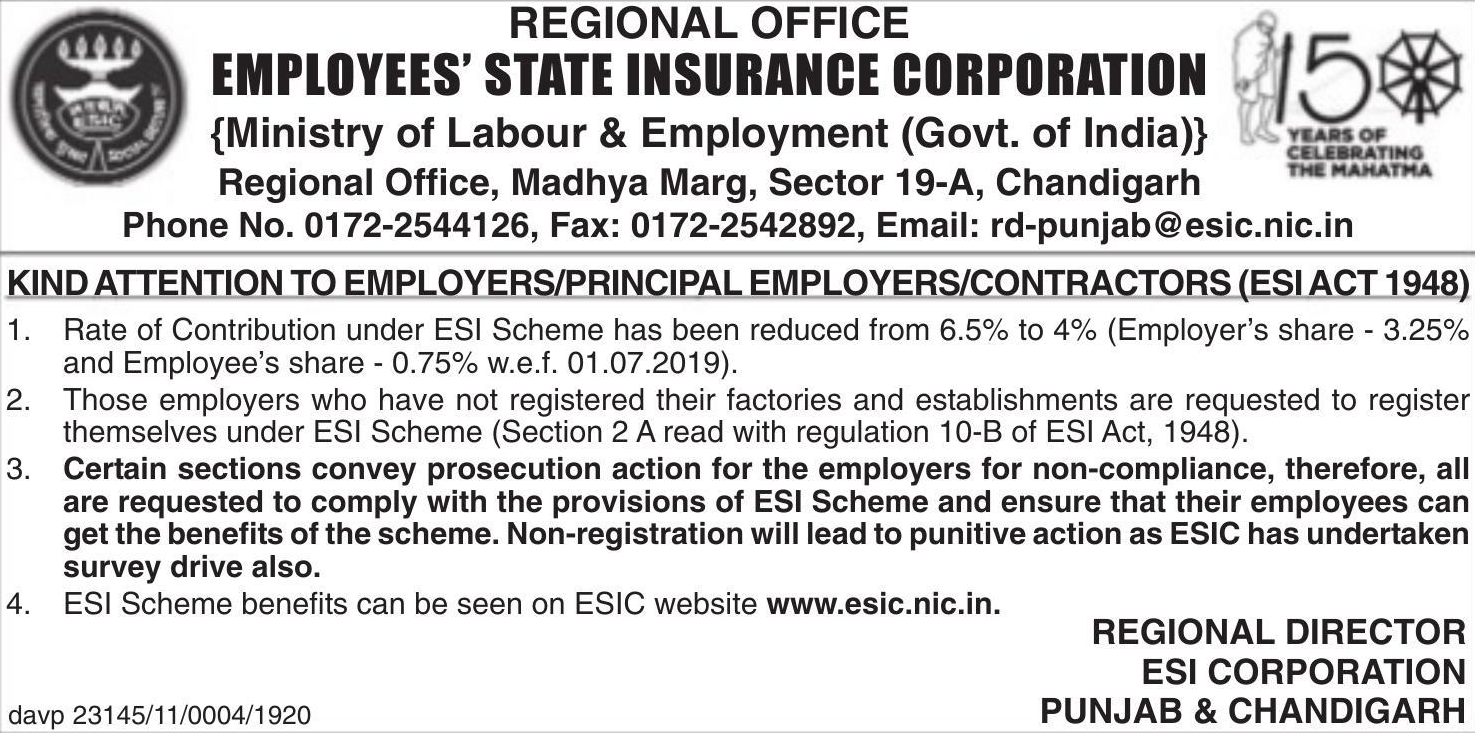 REGIONAL OFFICE
EMPLOYEES' STATE INSURANCE CORPORATION
{Ministry of Labour & Employment (Govt. of India)}
Regional Office, Madhya Marg, Sector 19-A, Chandigarh
Phone No. 0172-2544126, Fax: 0172-2542892, Email: rd-punjab@esic.nic.in
ESIC
150
YEARS OF
CELEBRATING
THE MAHATMA
KIND ATTENTION TO EMPLOYERS/PRINCIPAL EMPLOYERS/CONTRACTORS (ESI ACT 1948)
1. Rate of Contribution under ESI Scheme has been reduced from 6.5% to 4% (Employer's share - 3.25%
and Employee's share - 0.75% w.e.f. 01.07.2019).
2. Those employers who have not registered their factories and establishments are requested to register
themselves under ESI Scheme (Section 2 A read with regulation 10-B of ESI Act, 1948).
3. Certain sections convey prosecution action for the employers for non-compliance, therefore, all
are requested to comply with the provisions of ESI Scheme and ensure that their employees can
get the benefits of the scheme. Non-registration will lead to punitive action as ESIC has undertaken
survey drive also.
4. ESI Scheme benefits can be seen on ESIC website www.esic.nic.in.
REGIONAL DIRECTOR
ESI CORPORATION
PUNJAB & CHANDIGARH
davp 23145/11/0004/1920